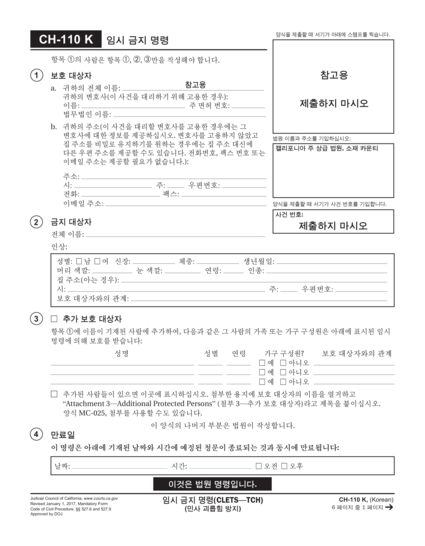 CH-110 K 임시 금지 명령
양식을 제출할 때 서기가 아래에 스탬프를 찍습니다.
항목 ①의 사람은 항목 ①, ②, ③만을 작성해야 합니다.
참고용
제출하지 마시오
1 보호 대상자
a. 귀하의 전체 이름: 참고용
귀하의 변호사(이 사건을 대리하기 위해 고용한 경우):
이름: 주 면허 번호:
법무법인 이름:
b. 귀하의 주소(이 사건을 대리할 변호사를 고용한 경우에는 그
변호사에 대한 정보를 제공하십시오. 변호사를 고용하지 않았고
집 주소를 비밀로 유지하기를 원하는 경우에는 집 주소 대신에
다른 우편 주소를 제공할 수도 있습니다. 전화번호, 팩스 번호 또는
이메일 주소는 제공할 필요가 없습니다.):
주소:
시: 주: 우편번호:
전화: 팩스:
이메일 주소:
법원 이름과 주소를 기입하십시오:
캘리포니아 주 상급 법원, 소재 카운티
양식을 제출할 때 서기가 사건 번호를 기입합니다.
사건 번호:
제출하지 마시오
2 금지 대상자
전체 이름:
인상:
성별: 남 여 신장: 체중: 생년월일:
머리 색깔: 눈 색깔: 연령: 인종:
집 주소(아는 경우):
시: 주: 우편번호:
보호 대상자와의 관계:
3 추가 보호 대상자
항목 ①에 이름이 기재된 사람에 추가하여, 다음과 같은 그 사람의 가족 또는 가구 구성원은 아래에 표시된 임시
명령에 의해 보호를 받습니다:
성명 성별 연령 가구 구성원? 보호 대상자와의 관계
예 아니오
예 아니오
예 아니오
추가된 사람들이 있으면 이곳에 표시하십시오. 첨부한 용지에 보호 대상자의 이름을 열거하고
“Attachment 3—Additional Protected Persons” (첨부 3—추가 보호 대상자)라고 제목을 붙이십시오.
양식 MC-025, 첨부를 사용할 수도 있습니다.
이 양식의 나머지 부분은 법원이 작성합니다.
4 만료일
이 명령은 아래에 기재된 날짜와 시간에 예정된 청문이 종료되는 것과 동시에 만료됩니다:
날짜: 시간: 오전 오후
이것은 법원 명령입니다.
Judicial Council of California, www.courts.ca.gov
Revised January 1, 2017, Mandatory Form
Code of Civil Procedure, §§ 527.6 and 527.9
Approved by DOJ
임시 금지 명령(CLETS—TCH)
(민사 괴롭힘 방지)
CH-110 K, (Korean)
6 페이지 중 1 페이지